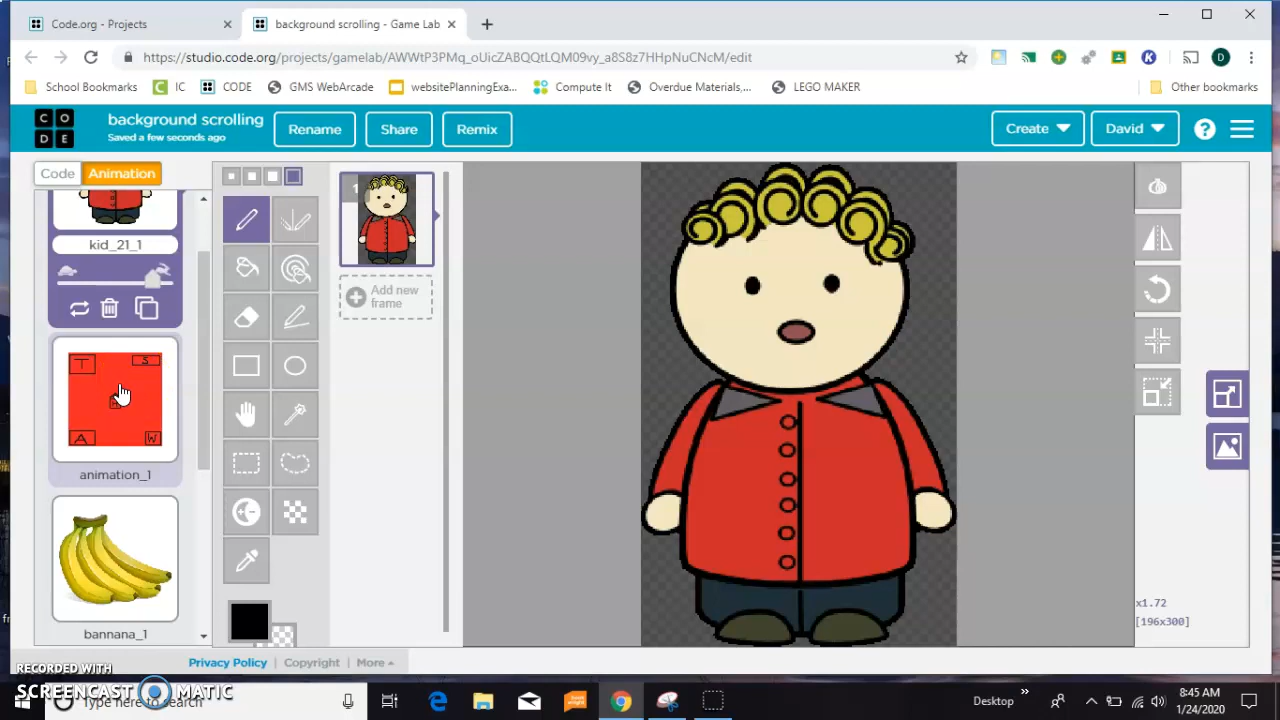 Code.org - Projects
background scrolling - Game Lab
https://studio.code.org/projects/gamelab/AWWtP3PMq_oUicZABQQtLQM09vy_a8S8z7HHpNuCNcM/edit
D
School Bookmarks
IC
CODE
GMS WebArcade
websitePlanningExa...
Compute It
Overdue Materials,...
LEGO MAKER
Other bookmarks
CO
DE
background scrolling
Saved a few seconds ago
Rename
Share
Remix
Create
David
?
Code
Animation
1
kid_21_1
Add new
frame
T
S
A
W
animation_1
bannana_1
x1.72
[196x300]
Privacy Policy
Copyright
More
RECORDED WITH
SCREENCAST MATIC
Type here to search
Desktop
8:45 AM
1/24/2020